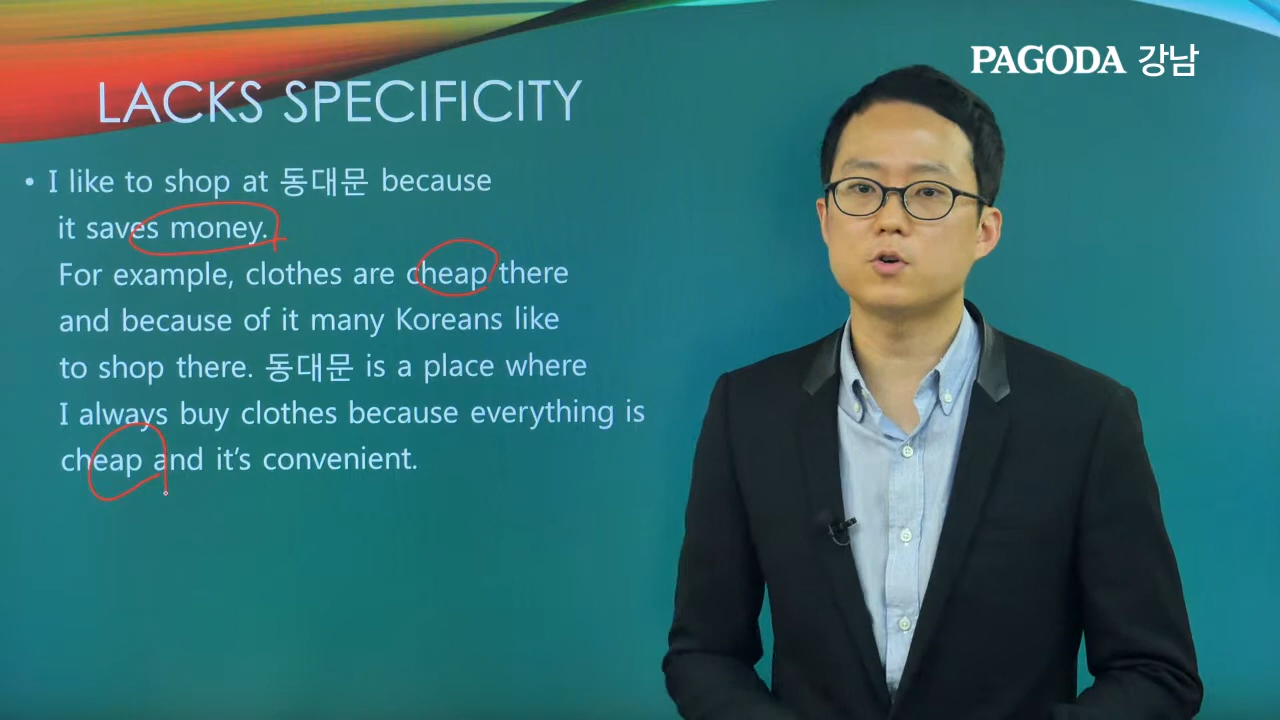 PAGODA 강남
LACKS SPECIFICITY
• I like to shop at 동대문 because
it saves money.
For example, clothes are cheap there
and because of it many Koreans like
to shop there. 동대문 is a place where
I always buy clothes because everything is
cheap and it's convenient.